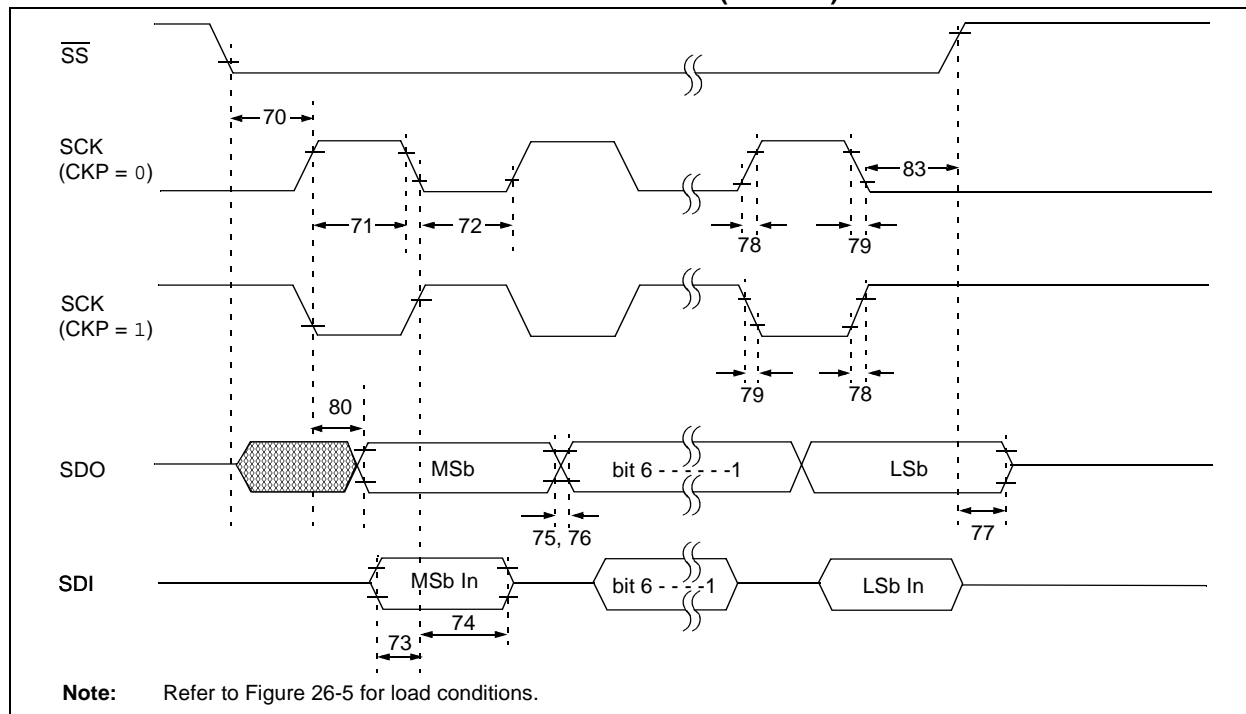 SS
70
SCK
(CKP = 0)
83
71
72
78
79
SCK
(CKP = 1)
79
78
80
SDO
MSb
bit 6 - - - - - -1
LSb
75, 76
77
SDI
MSb In
bit 6 - - - -1
LSb In
74
73
Note: Refer to Figure 26-5 for load conditions.